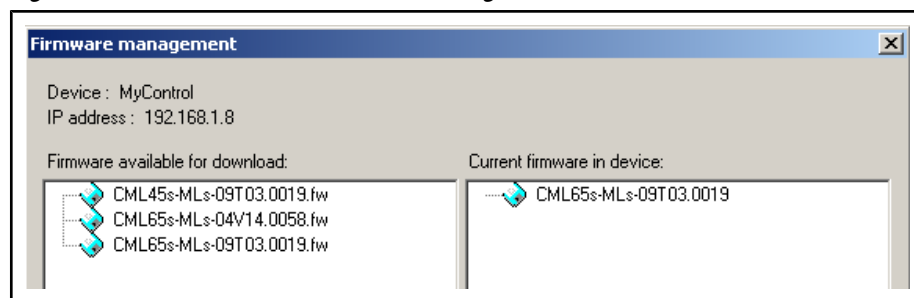 Firmware management
Device : MyControl
IP address : 192.168.1.8
Firmware available for download:
CML45s-MLs-09T03.0019.fw
CML65s-MLs-04V14.0058.fw
CML65s-MLs-09T03.0019.fw
Current firmware in device:
CML65s-MLs-09T03.0019